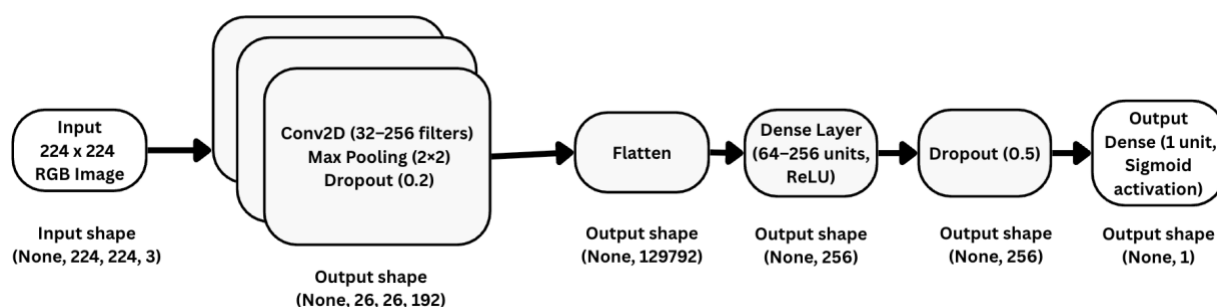 Input
224 x 224
RGB Image
Input shape
(None, 224, 224, 3)
Conv2D (32–256 filters)
Max Pooling (2×2)
Dropout (0.2)
Output shape
(None, 26, 26, 192)
Flatten
Output shape
(None, 129792)
Dense Layer
(64–256 units,
ReLU)
Output shape
(None, 256)
Dropout (0.5)
Output shape
(None, 256)
Output
Dense (1 unit,
Sigmoid
activation)
Output shape
(None, 1)